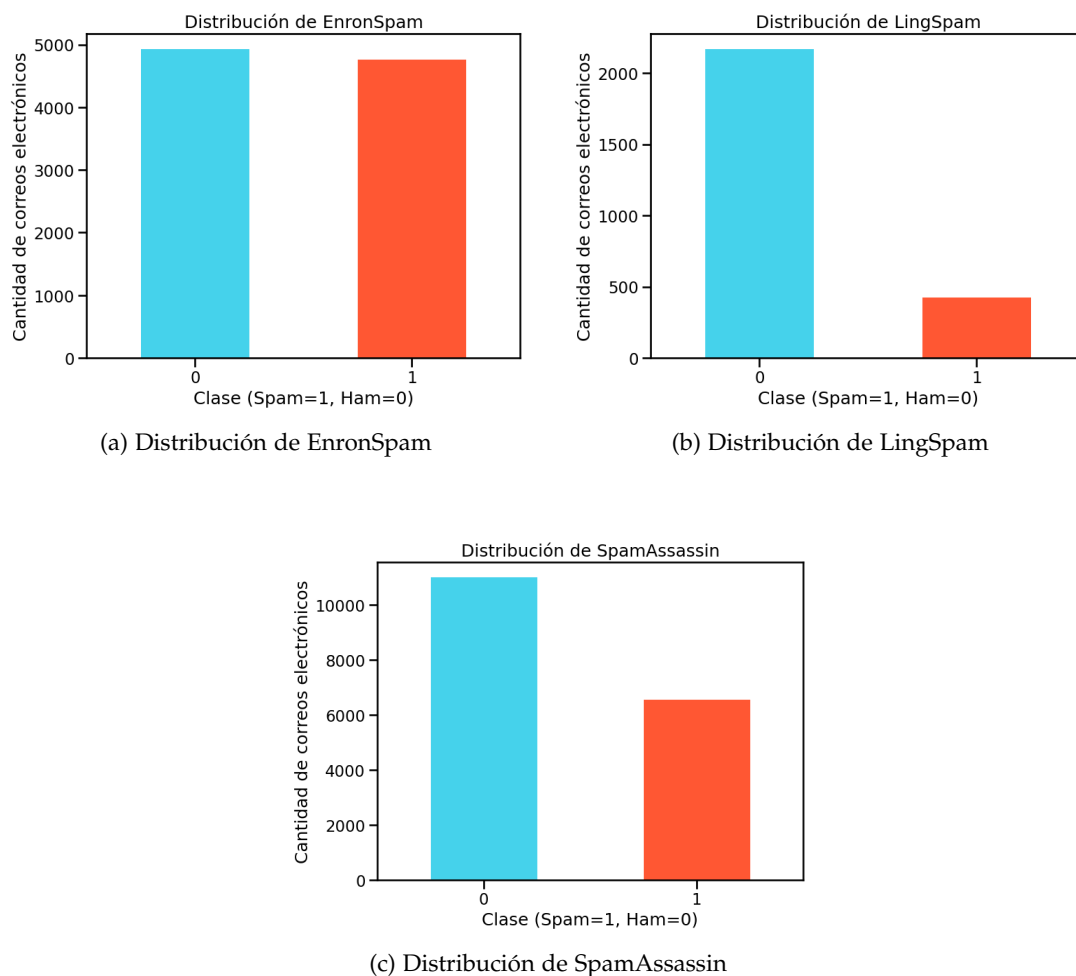 Distribución de EnronSpam
Cantidad de correos electrónicos
5000
4000
3000
2000
1000
0
0 1
Clase (Spam=1, Ham=0)
(a) Distribución de EnronSpam
Distribución de LingSpam
Cantidad de correos electrónicos
2000
1500
1000
500
0
0 1
Clase (Spam=1, Ham=0)
(b) Distribución de LingSpam
Distribución de SpamAssassin
Cantidad de correos electrónicos
10000
8000
6000
4000
2000
0
0 1
Clase (Spam=1, Ham=0)
(c) Distribución de SpamAssassin